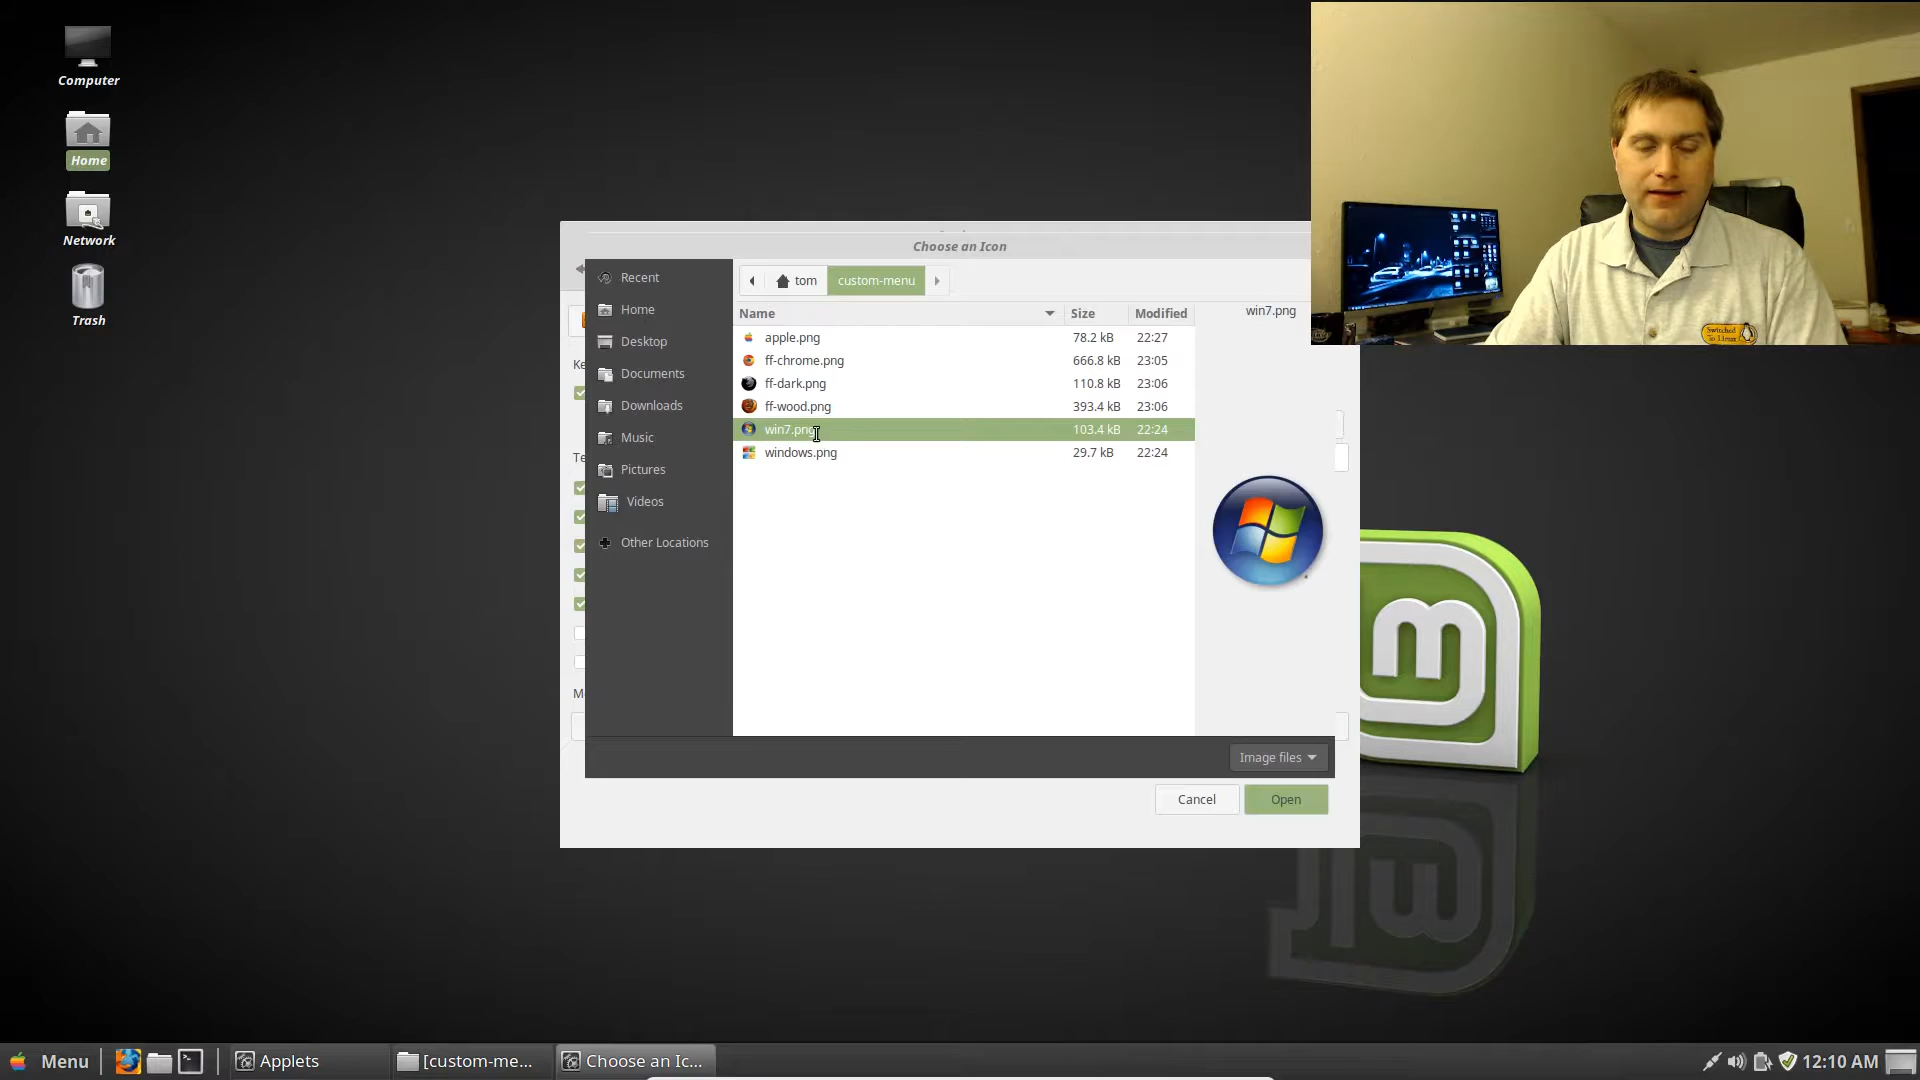 Computer
Home
Network
Trash
Choose an Icon
Recent
Home
Desktop
Documents
Downloads
Music
Pictures
Videos
Other Locations
tom
custom-menu
Name
Size
Modified
apple.png
78.2 kB
22:27
ff-chrome.png
666.8 kB
23:05
ff-dark.png
110.8 kB
23:06
ff-wood.png
393.4 kB
23:06
win7.png
103.4 kB
22:24
windows.png
29.7 kB
22:24
win7.png
Image files
Cancel
Open
Switched
To Linux
Menu
Applets
[custom-me...
Choose an Ic...
12:10 AM